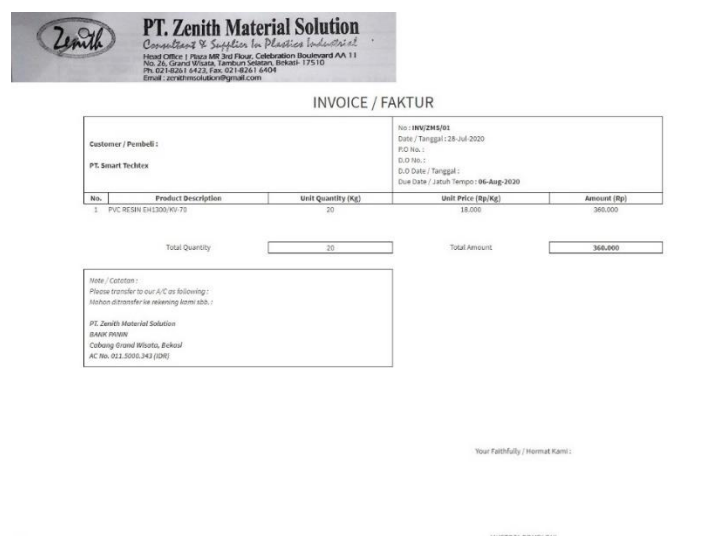 Zenith
PT. Zenith Material Solution
Consultant & Supplier In Plastics Industrial
Head Office | Plaza MR 3rd Flour, Celebration Boulevard AA 11
No. 26, Grand Wisata, Tambun Selatan, Bekasi- 17510
Ph. 021-8261 6423, Fax. 021-8261 6404
Email : zenithmsolution@gmail.com
INVOICE / FAKTUR
Customer / Pembeli :
PT. Smart Techtex
No : INV/ZMS/01
Date / Tanggal : 28-Jul-2020
P.O No. :
D.O No. :
D.O Date / Tanggal :
Due Date / Jatuh Tempo : 06-Aug-2020
No. Product Description Unit Quantity (Kg) Unit Price (Rp/Kg) Amount (Rp)
1 PVC RESIN EH1300/KV-70 20 18.000 360.000
Total Quantity 20 Total Amount 360.000
Note / Catatan :
Please transfer to our A/C as following :
Mohon ditransfer ke rekening kami sbb. :
PT. Zenith Material Solution
BANK PANIN
Cabang Grand Wisata, Bekasi
AC No. 011.5000.343 (IDR)
Your Faithfully / Hormat Kami :